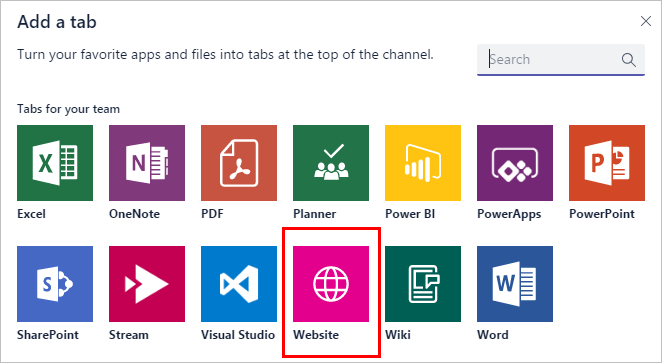 Add a tab
Turn your favorite apps and files into tabs at the top of the channel.
Search
Tabs for your team
Excel
OneNote
PDF
Planner
Power BI
PowerApps
PowerPoint
SharePoint
Stream
Visual Studio
Website
Wiki
Word